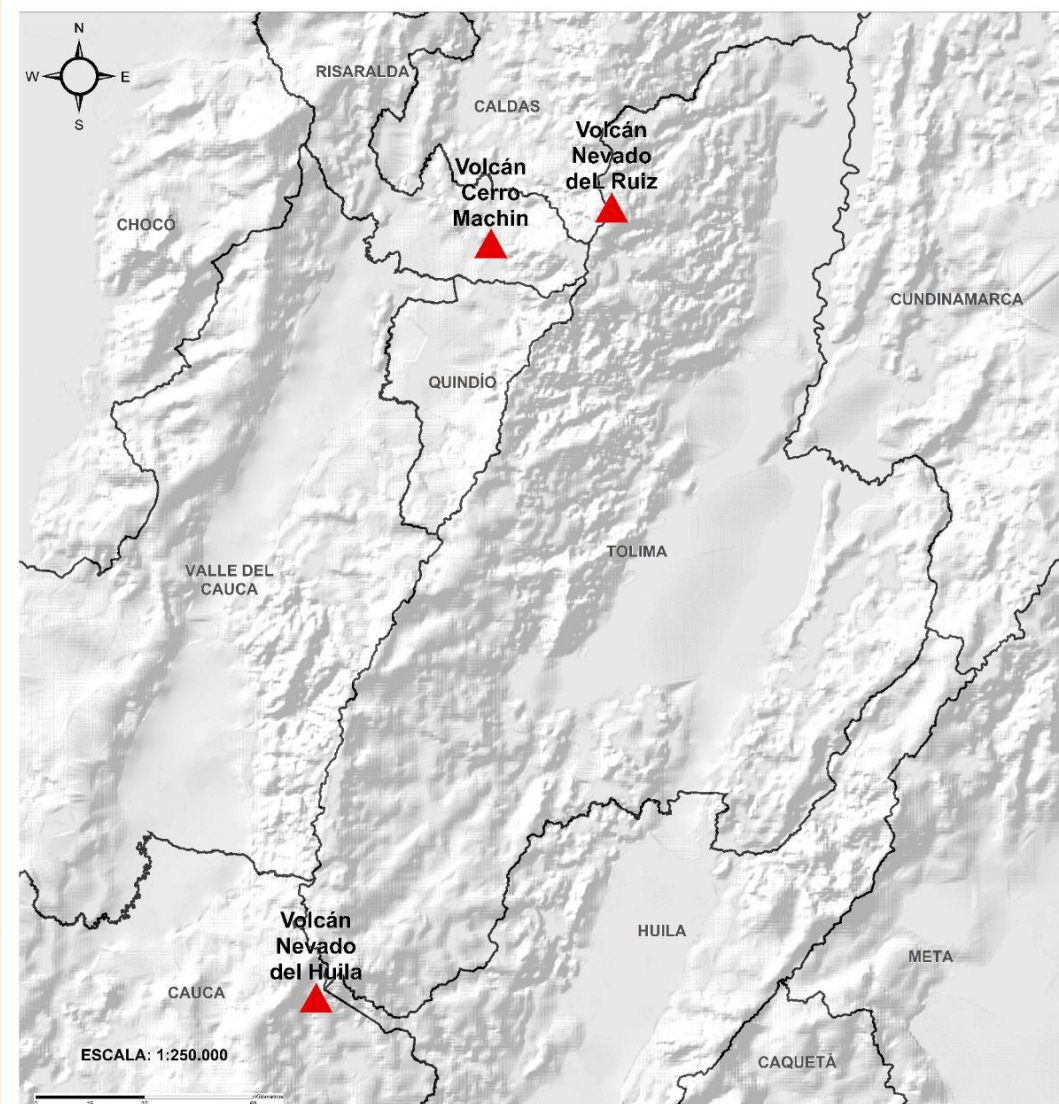 N
W
E
S
RISARALDA
CALDAS
Volcán
Nevado
deL Ruiz
Volcán
Cerro
Machin
CHOCÓ
CUNDINAMARCA
QUINDÍO
TOLIMA
VALLE DEL
CAUCA
Volcán
Nevado
del Huila
HUILA
META
CAUCA
ESCALA: 1:250.000
CAQUETÁ